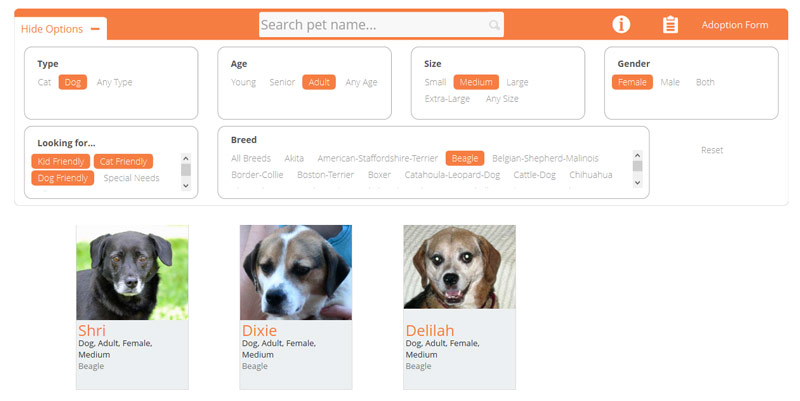 Hide Options
Search pet name...
Adoption Form
Type
Cat Dog Any Type
Age
Young Senior Adult Any Age
Size
Small Medium Large
Extra-Large Any Size
Gender
Female Male Both
Looking for...
Kid Friendly Cat Friendly
Dog Friendly Special Needs
Breed
All Breeds Akita American-Staffordshire-Terrier Beagle Belgian-Shepherd-Malinois
Border-Collie Boston-Terrier Boxer Catahoula-Leopard-Dog Cattle-Dog Chihuahua
Reset
Shri
Dog, Adult, Female,
Medium
Beagle
Dixie
Dog, Adult, Female,
Medium
Beagle
Delilah
Dog, Adult, Female,
Medium
Beagle